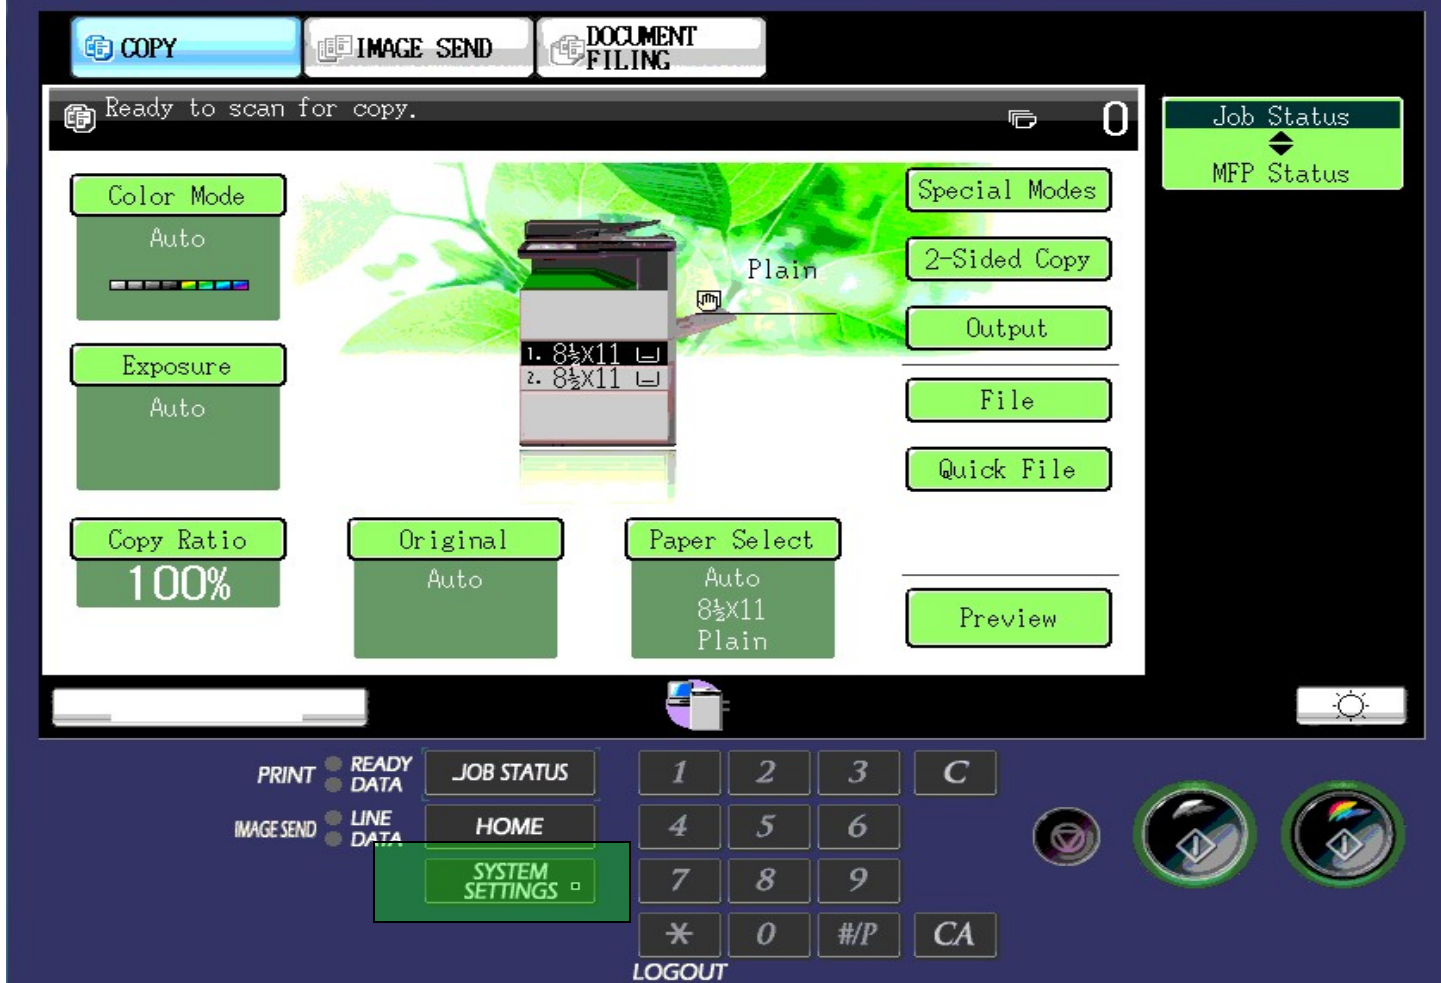 COPY
IMAGE SEND
DOCUMENT
FILING
Ready to scan for copy.
0
Job Status
MFP Status
Color Mode
Auto
Exposure
Auto
Copy Ratio
100%
Original
Auto
Paper Select
Auto
8½X11
Plain
Plain
1. 8½X11
2. 8½X11
Special Modes
2-Sided Copy
Output
File
Quick File
Preview
PRINT
READY
DATA
IMAGE SEND
LINE
DATA
JOB STATUS
HOME
SYSTEM
SETTINGS
1 2 3 C
4 5 6
7 8 9
* 0 #/P CA
LOGOUT